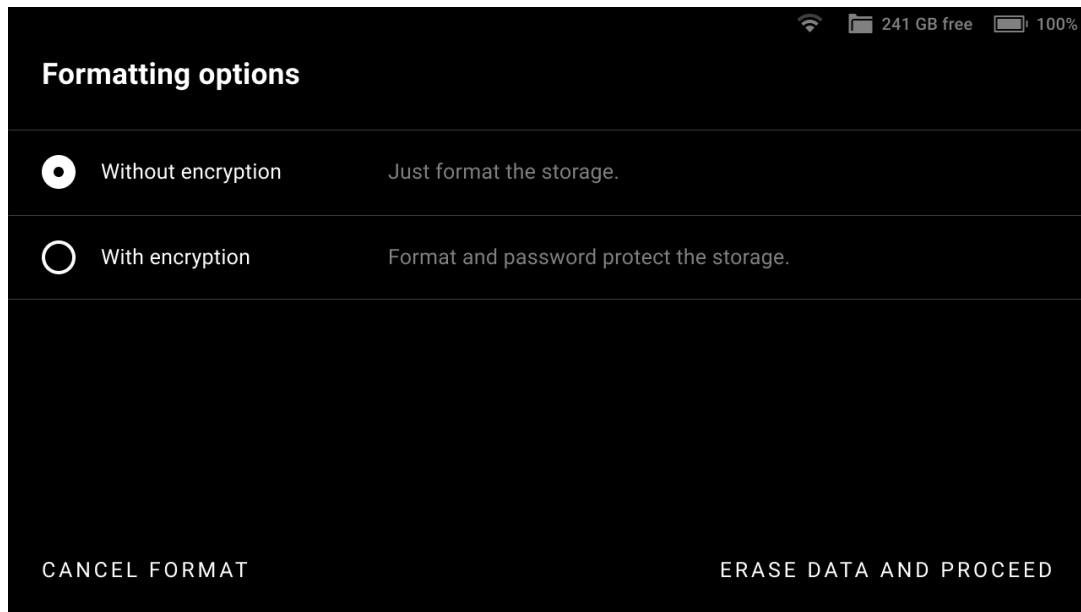 241 GB free 100%
Formatting options
Without encryption Just format the storage.
With encryption Format and password protect the storage.
CANCEL FORMAT ERASE DATA AND PROCEED